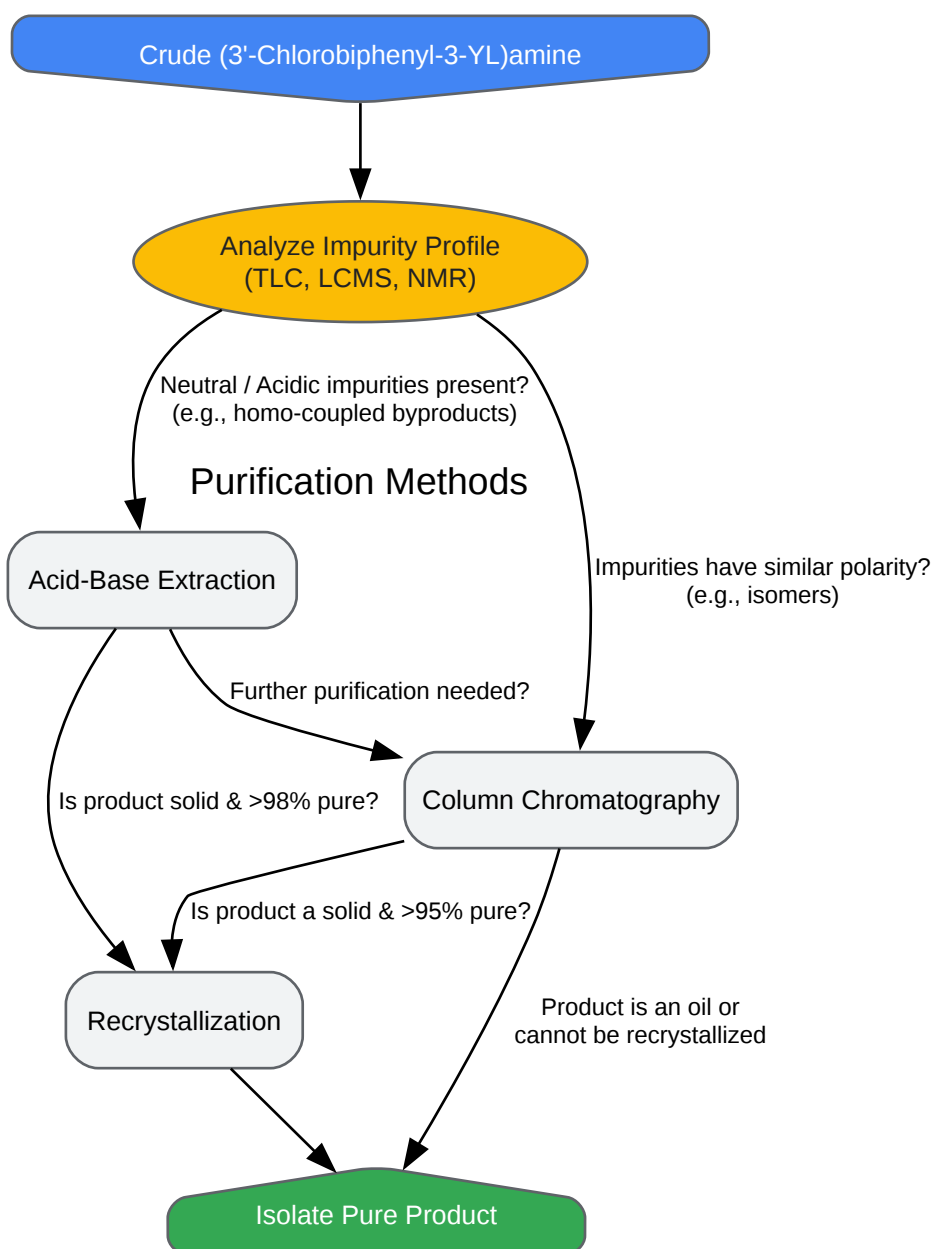 Crude (3'-Chlorobiphenyl-3-YL)amine
Analyze Impurity Profile
(TLC, LCMS, NMR)
Neutral / Acidic impurities present?
(e.g., homo-coupled byproducts)
Purification Methods
Impurities have similar polarity?
(e.g., isomers)
Acid-Base Extraction
Further purification needed?
Is product solid & >98% pure?
Column Chromatography
Is product a solid & >95% pure?
Product is an oil or
cannot be recrystallized
Recrystallization
Isolate Pure Product